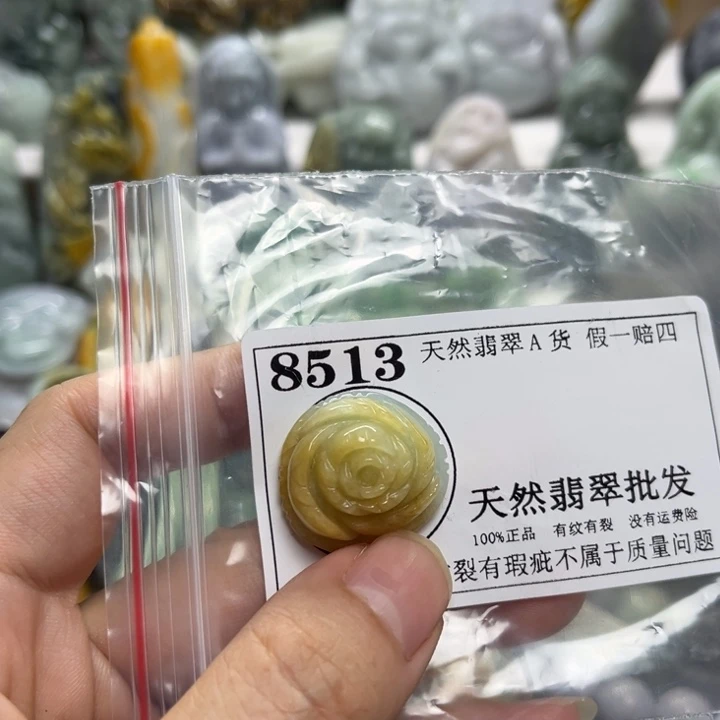 8513 天然翡翠A货 假一赔四
天然翡翠批发
100%正品 有纹有裂 没有运费险
裂有瑕疵不属于质量问题